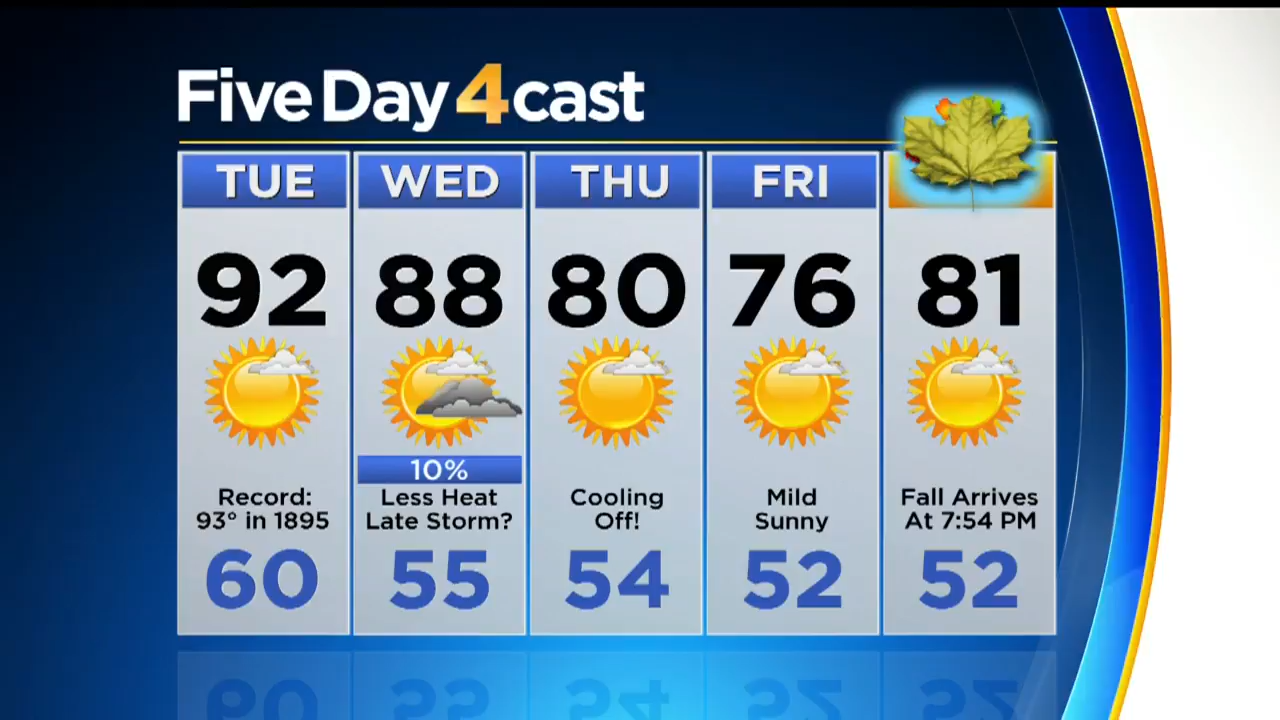 Five Day 4cast
TUE WED THU FRI
92 88 80 76 81
10%
Record: Less Heat Cooling Mild Fall Arrives
93° in 1895 Late Storm? Off! Sunny At 7:54 PM
60 55 54 52 52